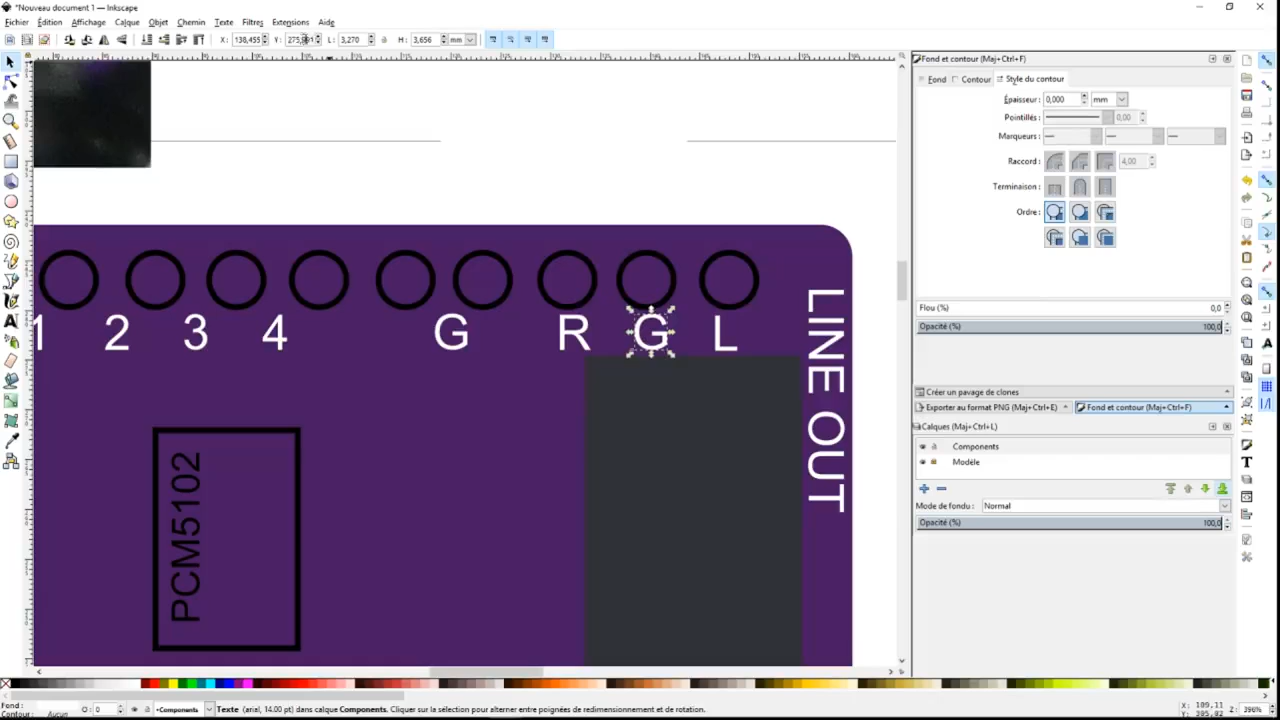 *Nouveau document 1 — Inkscape
Fichier Édition Affichage Calque Objet Chemin Texte Filtres Extensions Aide
X: 138,455 Y: L: 3,270 H: 3,656 mm
Fond et contour (Maj+Ctrl+F)
Fond Contour Style du contour
Épaisseur: 0,000 mm
Pointillés : 0,00
Marqueurs :
Raccord : 4,00
Terminaison :
Ordre :
Flou (%) 0,0
Opacité (%) 100,0
Créer un pavage de clones
Exporter au format PNG (Maj+Ctrl+E) Fond et contour (Maj+Ctrl+F)
Calques (Maj+Ctrl+L)
Components
Modèle
Mode de fondu : Normal
Opacité (%) 100,0
1 2 3 4 G R G L
LINE OUT
PCM5102
Fond :
Contour : Aucun
O: 0
Components
Texte (arial, 14.00 pt) dans calque Components. Cliquer sur la sélection pour alterner entre poignées de redimensionnement et de rotation.
X: 109,11
Y: 305,02
Z: 396%